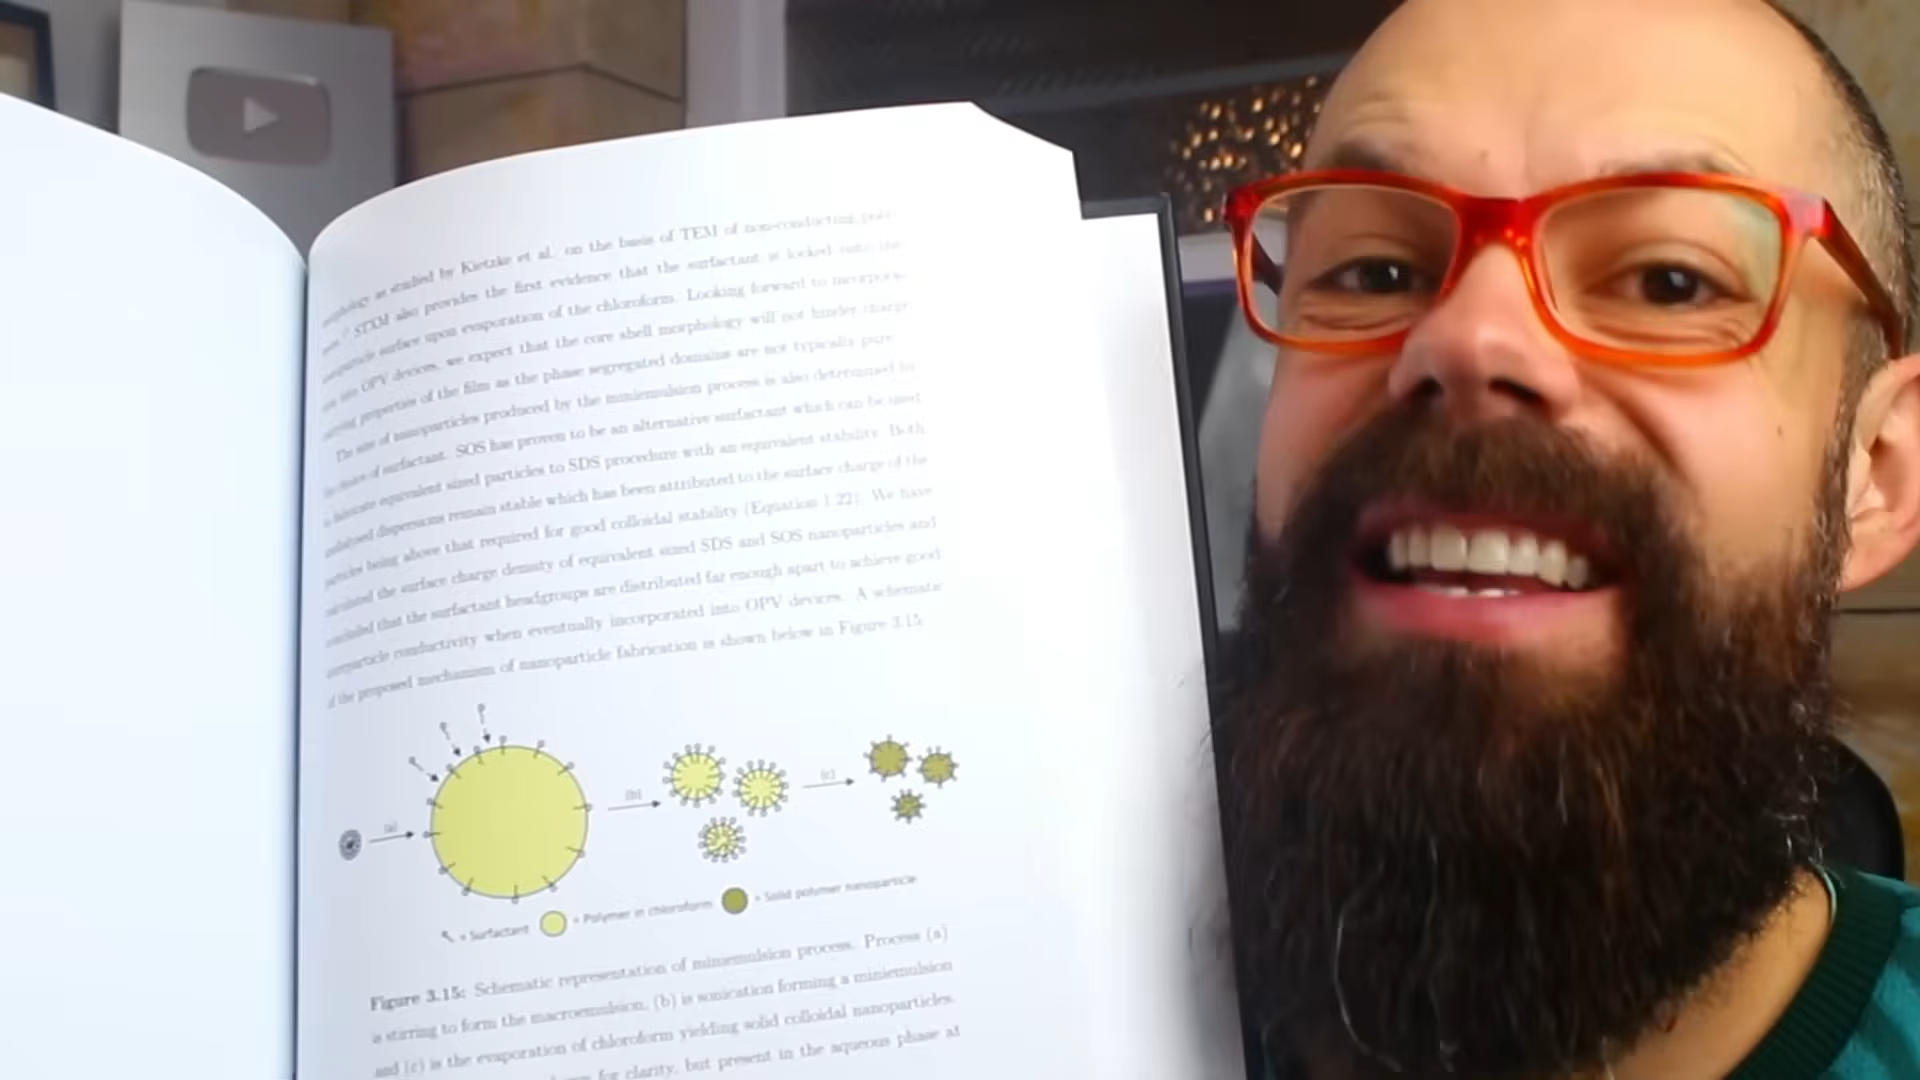 morphology as studied by Kietzke et al. on the basis of TEM of non-conducting
STXM also provides the first evidence that the surfactant is locked onto the
surface upon evaporation of the chloroform. Looking forward to
into OPV devices, we expect that the core shell morphology will not hinder charge
properties of the film as the phase segregated domains are not typically pure.
The size of nanoparticles produced by the miniemulsion process is also determined by
the choice of surfactant. SOS has proven to be an alternative surfactant which can be used
to fabricate equivalent sized particles to SDS procedure with an equivalent stability. Both
dispersions remain stable which has been attributed to the surface charge of the
particles being above that required for good colloidal stability (Equation 1.22). We have
calculated the surface charge density of equivalent sized SDS and SOS nanoparticles and
concluded that the surfactant headgroups are distributed far enough apart to achieve good
conductivity when eventually incorporated into OPV devices. A schematic
of the proposed mechanism of nanoparticle fabrication is shown below in Figure 3.15.
(a)
(b)
(c)
= Surfactant = Polymer in chloroform = Solid polymer nanoparticle
Figure 3.15: Schematic representation of miniemulsion process. Process (a)
is stirring to form the macroemulsion, (b) is sonication forming a miniemulsion
and (c) is the evaporation of chloroform yielding solid colloidal nanoparticles.
for clarity, but present in the aqueous phase at